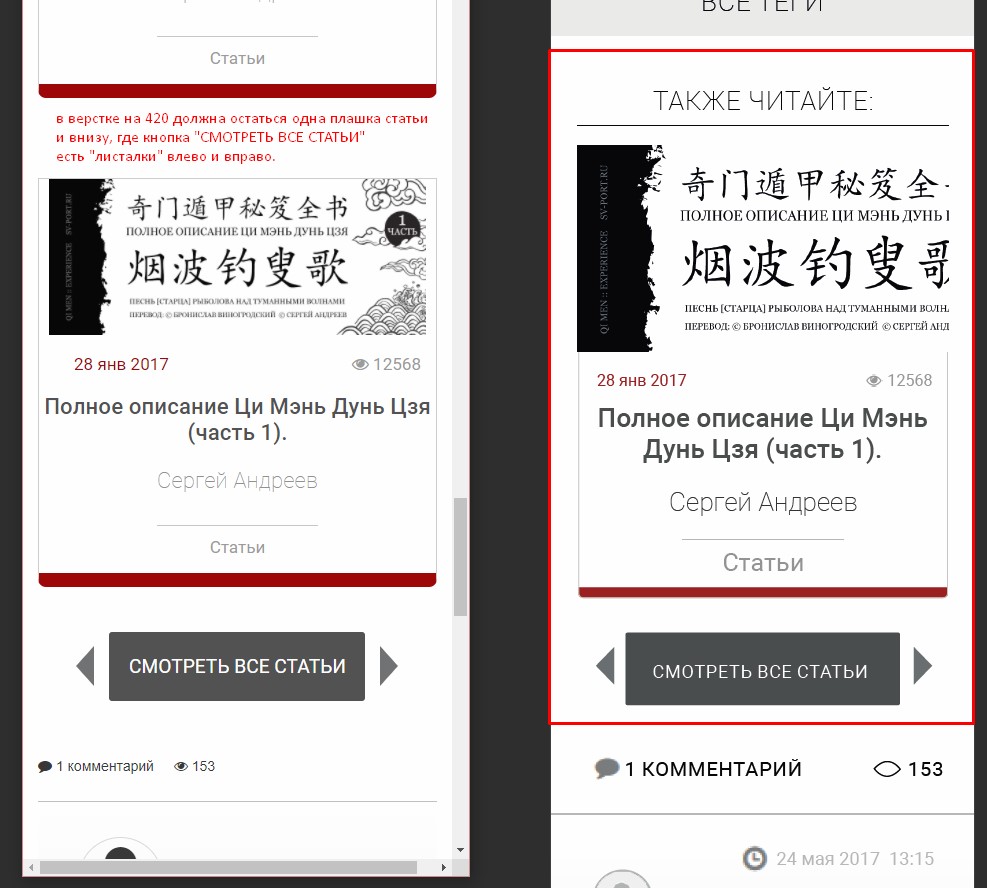 Статьи
в верстке на 420 должна остаться одна плашка статьи
и внизу, где кнопка "СМОТРЕТЬ ВСЕ СТАТЬИ"
есть "листалки" влево и вправо.
QI MEN :: EXPERIENCE SV-PORT.RU
奇门遁甲秘笈全书
ПОЛНОЕ ОПИСАНИЕ ЦИ МЭНЬ ДУНЬ ЦЗЯ
1
ЧАСТЬ
烟波钓叟歌
ПЕСНЬ [СТАРЦА] РЫБОЛОВА НАД ТУМАННЫМИ ВОЛНАМИ
ПЕРЕВОД: © БРОНИСЛАВ ВИНОГРОДСКИЙ © СЕРГЕЙ АНДРЕЕВ
28 янв 2017 12568
Полное описание Ци Мэнь Дунь Цзя
(часть 1).
Сергей Андреев
Статьи
СМОТРЕТЬ ВСЕ СТАТЬИ
1 комментарий 153
ВСЕ ТЕГИ
ТАКЖЕ ЧИТАЙТЕ:
QI MEN :: EXPERIENCE SV-PORT.RU
奇门遁甲秘笈全
ПОЛНОЕ ОПИСАНИЕ ЦИ МЭНЬ ДУНЬ
烟波钓叟歌
ПЕСНЬ [СТАРЦА] РЫБОЛОВА НАД ТУМАННЫМИ ВОЛН
ПЕРЕВОД: © БРОНИСЛАВ ВИНОГРОДСКИЙ © СЕРГЕЙ АНД
28 янв 2017 12568
Полное описание Ци Мэнь
Дунь Цзя (часть 1).
Сергей Андреев
Статьи
СМОТРЕТЬ ВСЕ СТАТЬИ
1 КОММЕНТАРИЙ 153
24 мая 2017 13:15